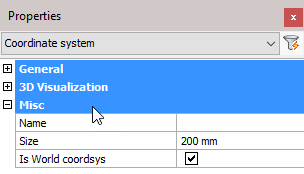 Properties
Coordinate system
General
3D Visualization
Misc
Name
Size 200 mm
Is World coordsys